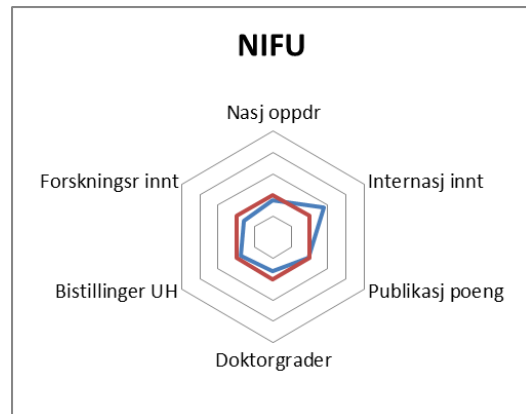 NIFU
Nasj oppdr
Forskningsr innt
Internasj innt
Bistillinger UH
Publikasj poeng
Doktorgrader